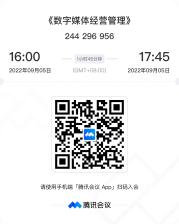 《数字媒体经营管理》
244 296 956
16:00
1小时45分钟
17:45
2022年09月05日
(GMT+08:00)
2022年09月05日
请使用手机端「腾讯会议 App」扫码入会
腾讯会议